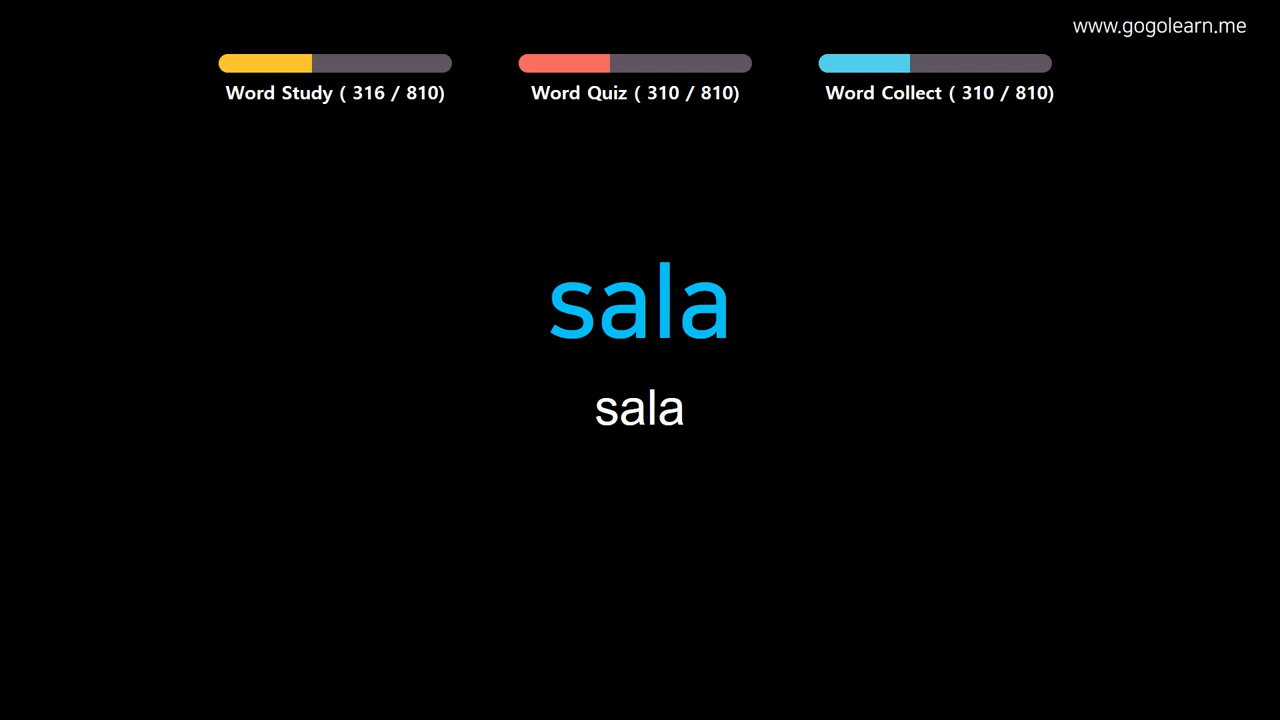 www.gogolearn.me
Word Study ( 316 / 810)
Word Quiz ( 310 / 810)
Word Collect ( 310 / 810)
sala
sala